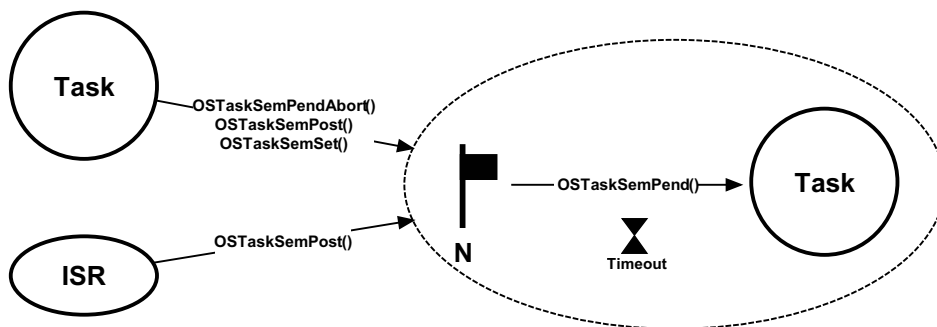 Task
OSTaskSemPendAbort()
OSTaskSemPost()
OSTaskSemSet()
OSTaskSemPend()
Task
OSTaskSemPost()
N
Timeout
ISR